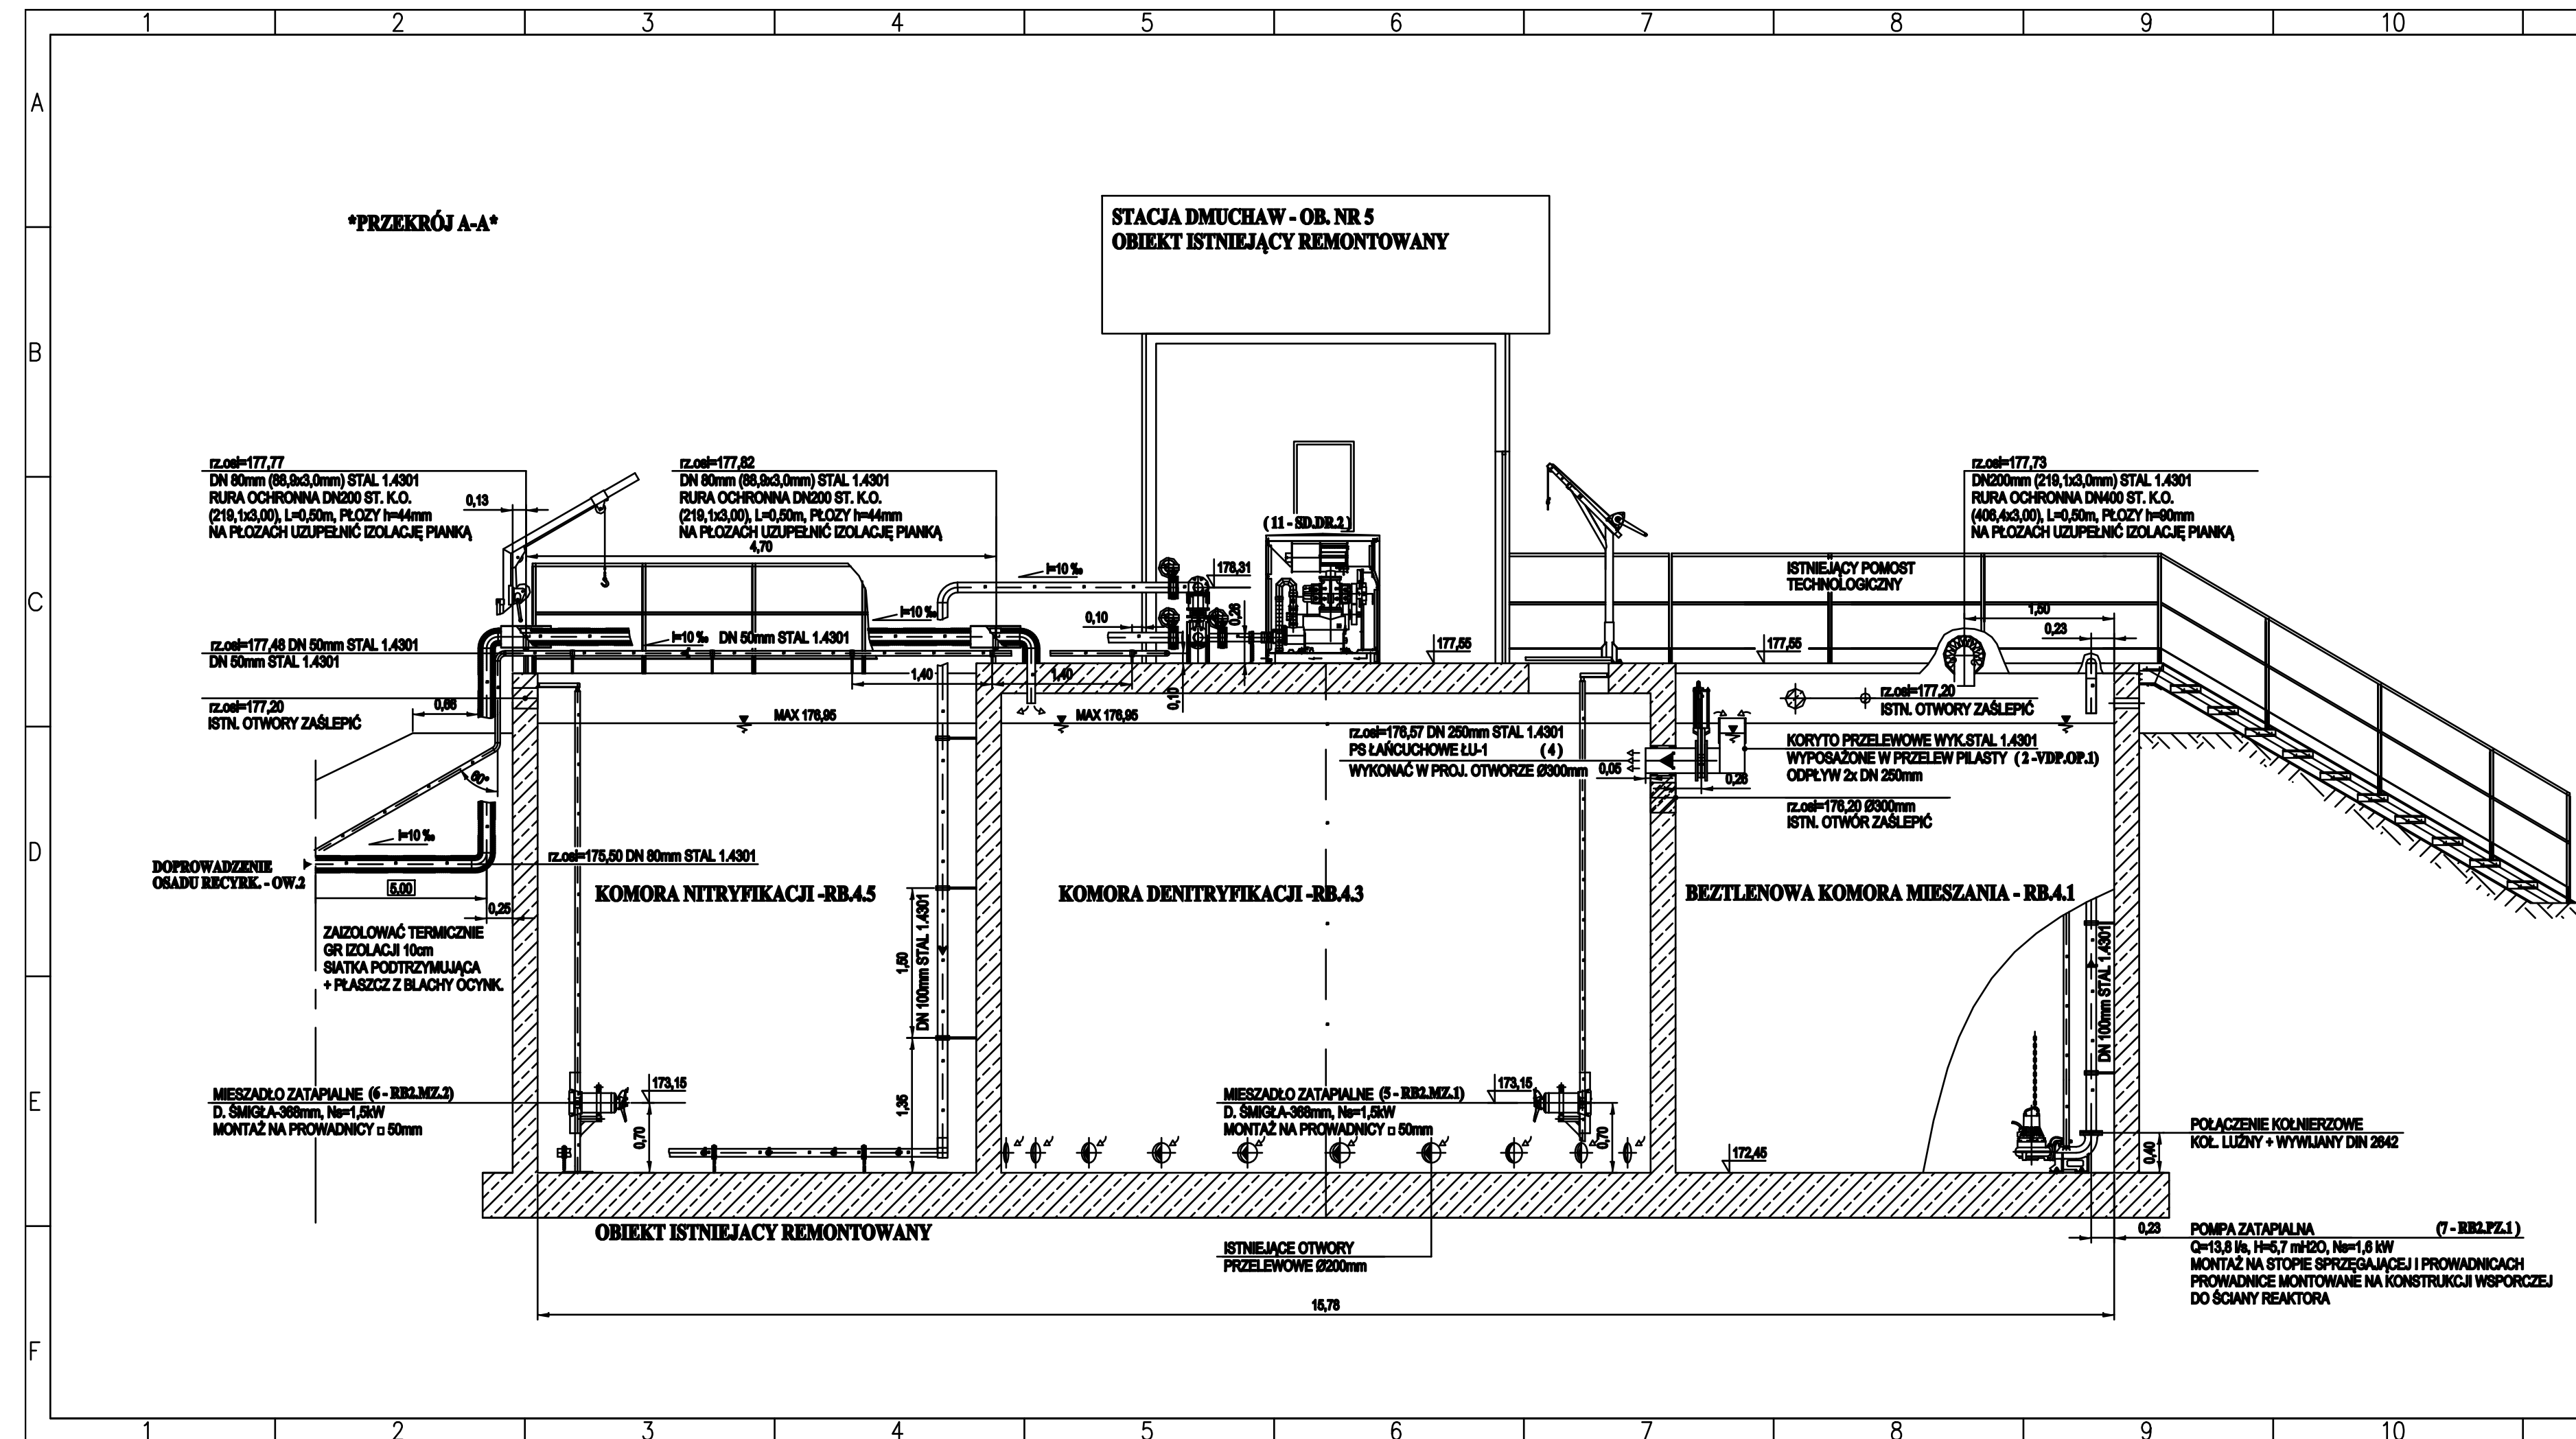 1 2 3 4 5 6 7 8 9 10
A
B
C
D
E
F
*PRZEKRÓJ A-A*
STACJA DMUCHAW - OB. NR 5
OBIEKT ISTNIEJĄCY REMONTOWANY
rz.osi=177,77
DN 80mm (88,9x3,0mm) STAL 1.4301
RURA OCHRONNA DN200 ST. K.O.
(219,1x3,00), L=0,50m, PŁOZY h=44mm
NA PŁOZACH UZUPEŁNIĆ IZOLACJĘ PIANKĄ
0,13
rz.osi=177,82
DN 80mm (88,9x3,0mm) STAL 1.4301
RURA OCHRONNA DN200 ST. K.O.
(219,1x3,00), L=0,50m, PŁOZY h=44mm
NA PŁOZACH UZUPEŁNIĆ IZOLACJĘ PIANKĄ
4,70
( 11 - SD.DR.2 )
rz.osi=177,73
DN200mm (219,1x3,0mm) STAL 1.4301
RURA OCHRONNA DN400 ST. K.O.
(406,4x3,00), L=0,50m, PŁOZY h=90mm
NA PŁOZACH UZUPEŁNIĆ IZOLACJĘ PIANKĄ
i=10 ‰
178,31
ISTNIEJĄCY POMOST
TECHNOLOGICZNY
i=10 ‰
0,10
0,26
1,50
0,23
rz.osi=177,48 DN 50mm STAL 1.4301
DN 50mm STAL 1.4301
i=10 ‰ DN 50mm STAL 1.4301
177,55
177,55
1,40
1,40
0,10
rz.osi=177,20
ISTN. OTWORY ZAŚLEPIĆ
0,66
MAX 176,95
MAX 176,95
rz.osi=177,20
ISTN. OTWORY ZAŚLEPIĆ
rz.osi=176,57 DN 250mm STAL 1.4301
PS ŁAŃCUCHOWE ŁU-1 ( 4 )
WYKONAĆ W PROJ. OTWORZE Ø300mm
0,05
0,26
KORYTO PRZELEWOWE WYK.STAL 1.4301
WYPOSAŻONE W PRZELEW PILASTY ( 2 -VDP.OP.1)
ODPŁYW 2x DN 250mm
rz.osi=176,20 Ø300mm
ISTN. OTWÓR ZAŚLEPIĆ
60°
i=10 ‰
DOPROWADZENIE
OSADU RECYRK. - OW.2
5.00
0,25
rz.osi=175,50 DN 80mm STAL 1.4301
KOMORA NITRYFIKACJI -RB.4.5
KOMORA DENITRYFIKACJI -RB.4.3
BEZTLENOWA KOMORA MIESZANIA - RB.4.1
ZAIZOLOWAĆ TERMICZNIE
GR IZOLACJI 10cm
SIATKA PODTRZYMUJĄCA
+ PŁASZCZ Z BLACHY OCYNK.
1,50
DN 100mm STAL 1.4301
DN 100mm STAL 1.4301
1,35
MIESZADŁO ZATAPIALNE (6 - RB2.MZ.2)
D. ŚMIGŁA-368mm, Ns=1,5kW
MONTAŻ NA PROWADNICY □ 50mm
173,15
0,70
MIESZADŁO ZATAPIALNE (5 - RB2.MZ.1)
D. ŚMIGŁA-368mm, Ns=1,5kW
MONTAŻ NA PROWADNICY □ 50mm
173,15
0,70
172,45
0,40
POŁĄCZENIE KOŁNIERZOWE
KOŁ. LUŹNY + WYWIJANY DIN 2642
OBIEKT ISTNIEJACY REMONTOWANY
ISTNIEJĄCE OTWORY
PRZELEWOWE Ø200mm
0,23
POMPA ZATAPIALNA (7 - RB2.PZ.1 )
Q=13,8 l/s, H=5,7 mH2O, Ns=1,6 kW
MONTAŻ NA STOPIE SPRZĘGAJĄCEJ I PROWADNICACH
PROWADNICE MONTOWANE NA KONSTRUKCJI WSPORCZEJ
DO ŚCIANY REAKTORA
15,78
1 2 3 4 5 6 7 8 9 10